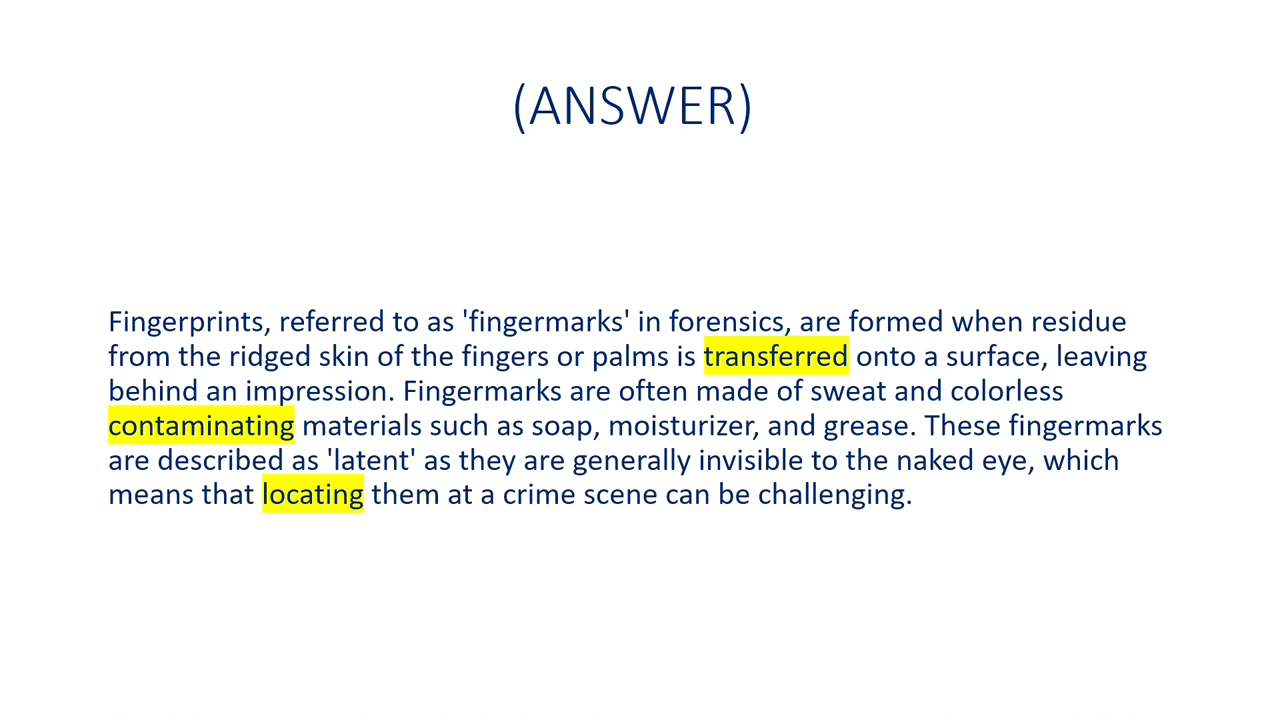 (ANSWER)
Fingerprints, referred to as 'fingermarks' in forensics, are formed when residue
from the ridged skin of the fingers or palms is transferred onto a surface, leaving
behind an impression. Fingermarks are often made of sweat and colorless
contaminating materials such as soap, moisturizer, and grease. These fingermarks
are described as 'latent' as they are generally invisible to the naked eye, which
means that locating them at a crime scene can be challenging.